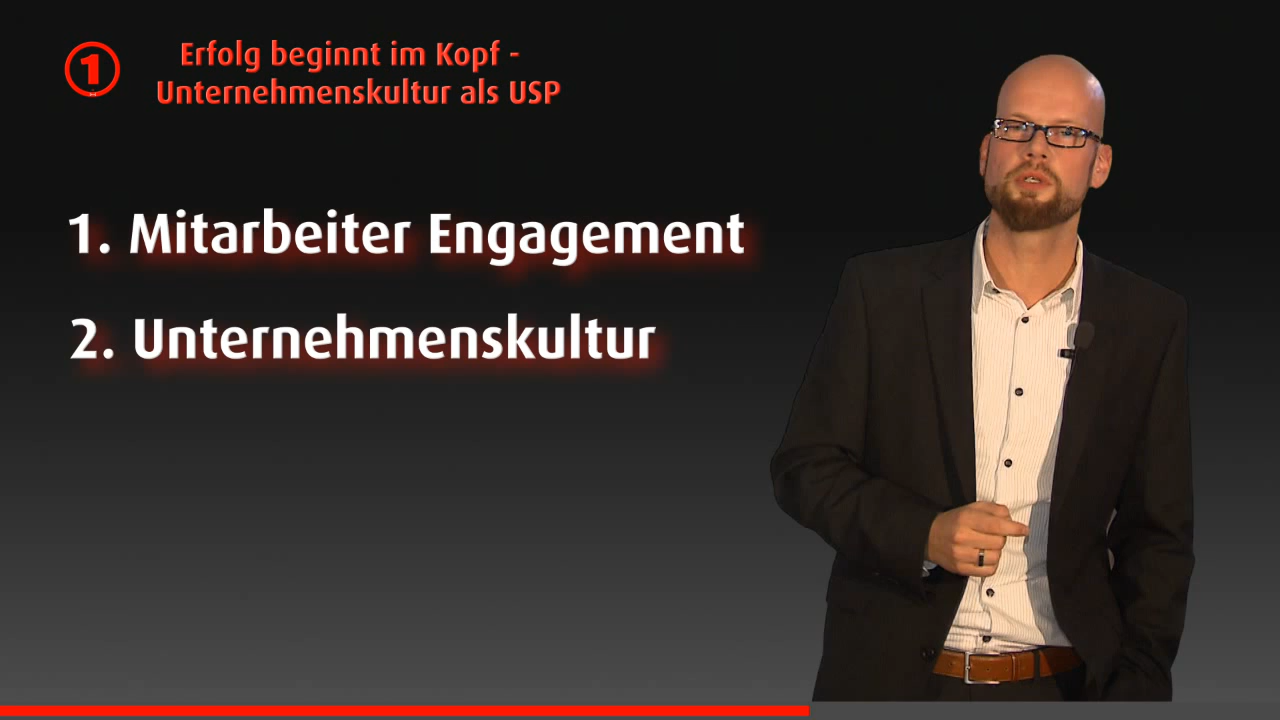 1
Erfolg beginnt im Kopf -
Unternehmenskultur als USP
1. Mitarbeiter Engagement
2. Unternehmenskultur